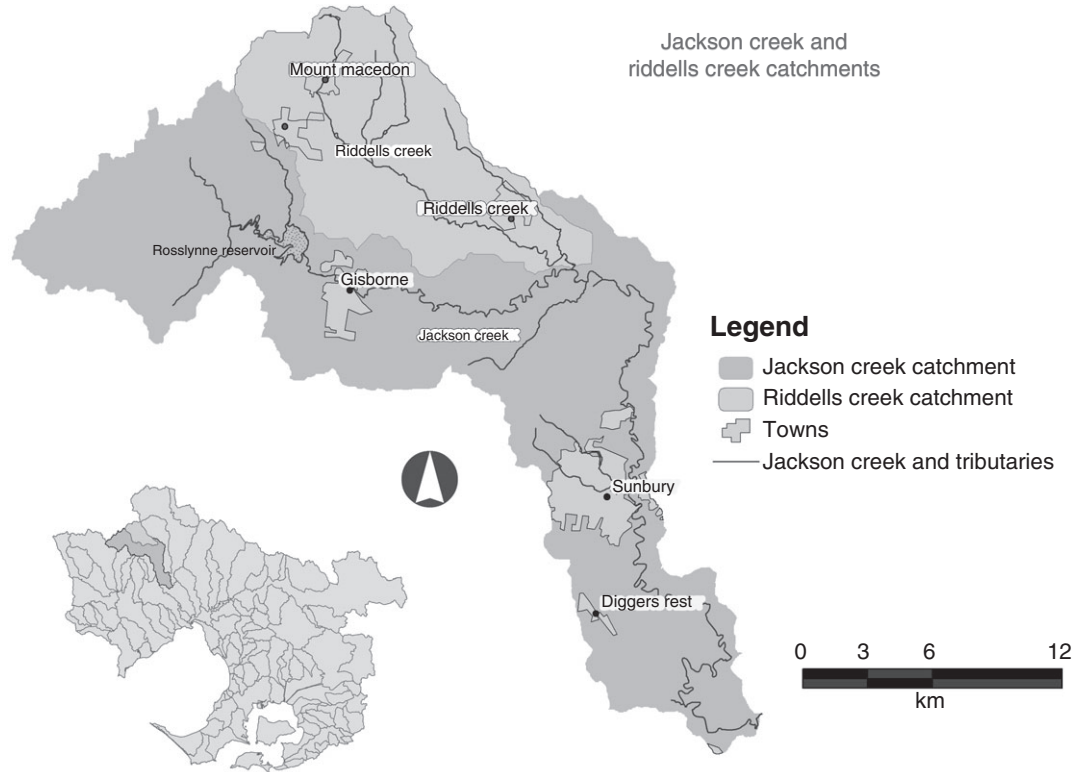 Jackson creek and
riddells creek catchments
Mount macedon
Riddells creek
Riddells creek
Rosslynne reservoir
Gisborne
Jackson creek
Legend
Jackson creek catchment
Riddells creek catchment
Towns
Jackson creek and tributaries
Sunbury
Diggers rest
0 3 6 12
km